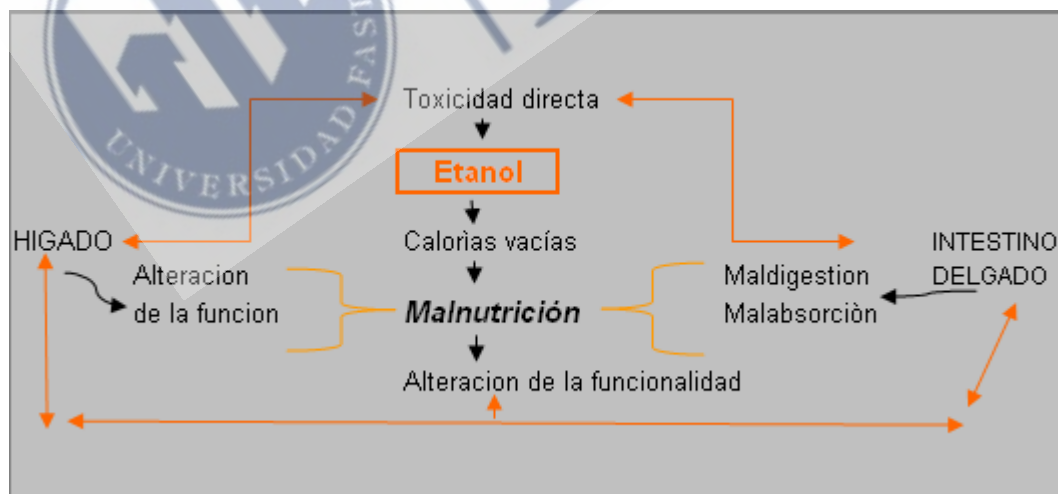 UNIVERSIDAD FAS
Toxicidad directa
Etanol
HIGADO
Calorìas vacías
INTESTINO
DELGADO
Alteracion
de la funcion
Malnutrición
Maldigestion
Malabsorciòn
Alteracion de la funcionalidad